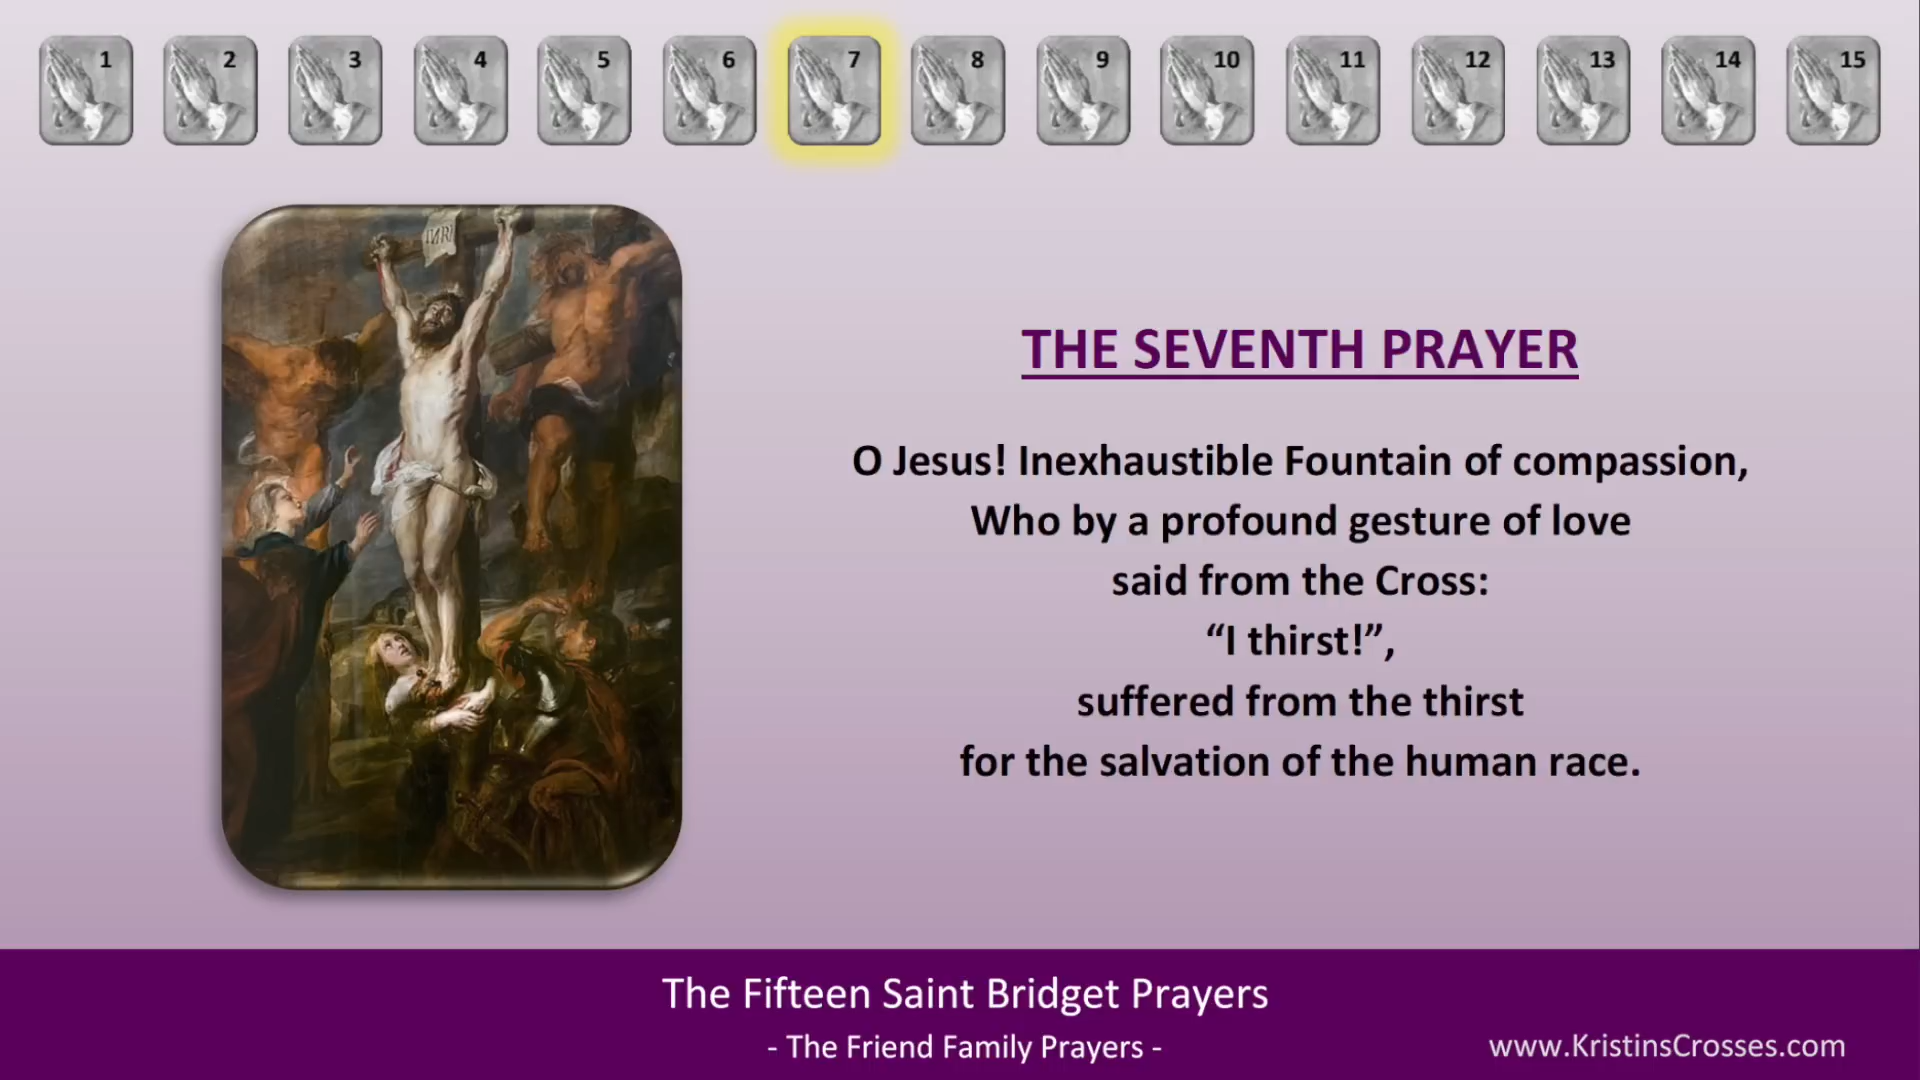 1 2 3 4 5 6 7 8 9 10 11 12 13 14 15
INRI
THE SEVENTH PRAYER
O Jesus! Inexhaustible Fountain of compassion,
Who by a profound gesture of love
said from the Cross:
“I thirst!”,
suffered from the thirst
for the salvation of the human race.
The Fifteen Saint Bridget Prayers
- The Friend Family Prayers -
www.KristinsCrosses.com